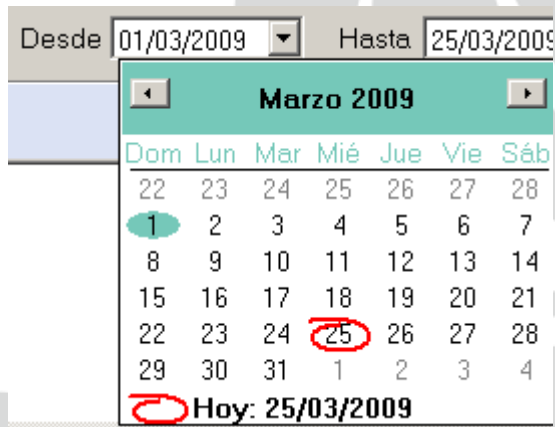 Desde 01/03/2009 Hasta 25/03/2009
Marzo 2009
Dom Lun Mar Mié Jue Vie Sáb
22 23 24 25 26 27 28
1 2 3 4 5 6 7
8 9 10 11 12 13 14
15 16 17 18 19 20 21
22 23 24 25 26 27 28
29 30 31 1 2 3 4
Hoy: 25/03/2009